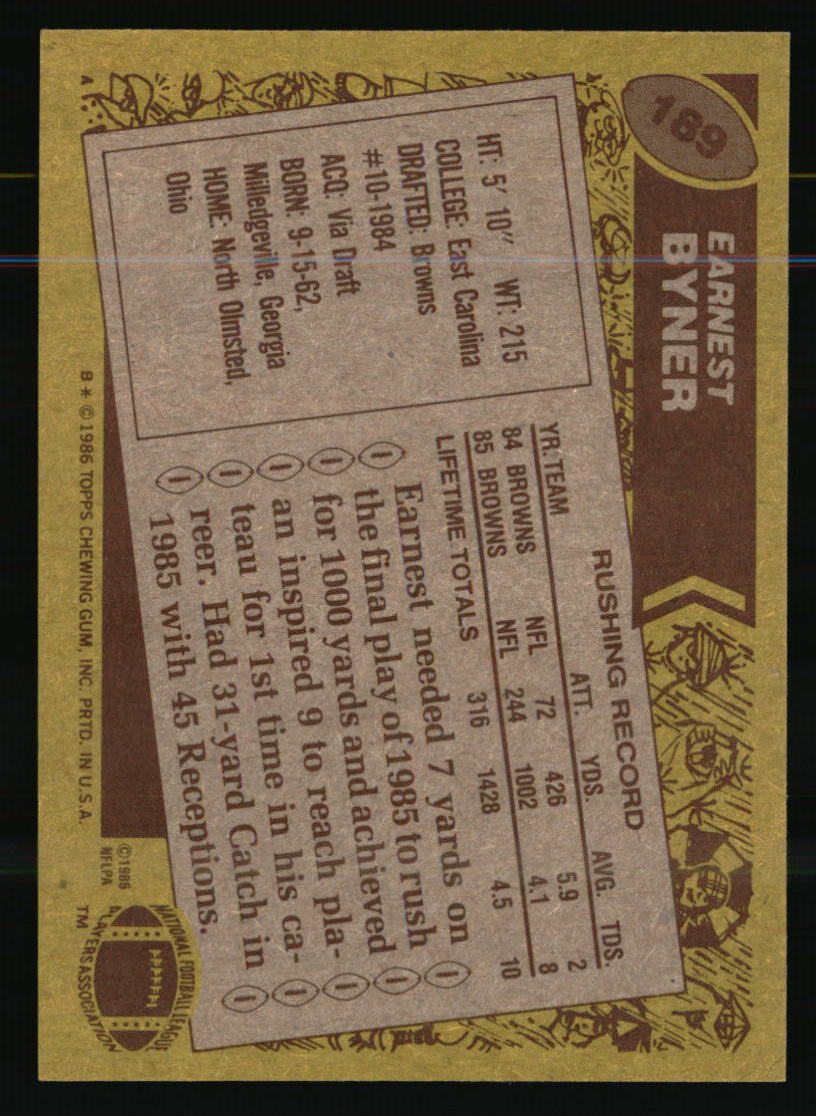 189
EARNEST
BYNER
HT: 5' 10" WT: 215
COLLEGE: East Carolina
DRAFTED: Browns
#10-1984
ACQ: Via Draft
BORN: 9-15-62,
Milledgeville, Georgia
HOME: North Olmsted,
Ohio
RUSHING RECORD
YR. TEAM ATT. YDS. AVG. TDS.
84 BROWNS NFL 72 426 5.9 2
85 BROWNS NFL 244 1002 4.1 8
LIFETIME TOTALS 316 1428 4.5 10
Earnest needed 7 yards on
the final play of 1985 to rush
for 1000 yards and achieved
an inspired 9 to reach pla-
teau for 1st time in his ca-
reer. Had 31-yard Catch in
1985 with 45 Receptions.
A
B * © 1986 TOPPS CHEWING GUM, INC. PRTD. IN U.S.A.
© 1986
NFLPA
NATIONAL FOOTBALL LEAGUE
PLAYERS ASSOCIATION
TM